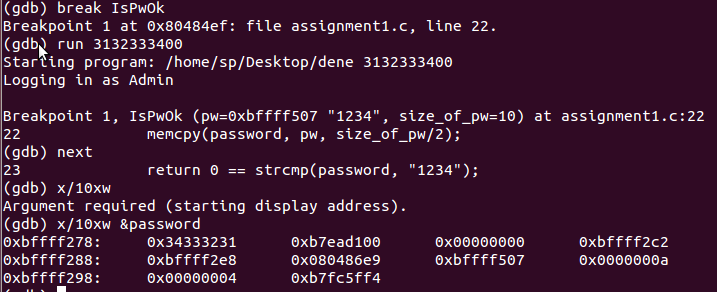 (gdb) break IsPwOk
Breakpoint 1 at 0x80484ef: file assignment1.c, line 22.
(gdb) run 3132333400
Starting program: /home/sp/Desktop/dene 3132333400
Logging in as Admin
Breakpoint 1, IsPwOk (pw=0xbffff507 "1234", size_of_pw=10) at assignment1.c:22
22 memcpy(password, pw, size_of_pw/2);
(gdb) next
23 return 0 == strcmp(password, "1234");
(gdb) x/10xw
Argument required (starting display address).
(gdb) x/10xw &password
0xbffff278: 0x34333231 0xb7ead100 0x00000000 0xbffff2c2
0xbffff288: 0xbffff2e8 0x080486e9 0xbffff507 0x0000000a
0xbffff298: 0x00000004 0xb7fc5ff4
(gdb)